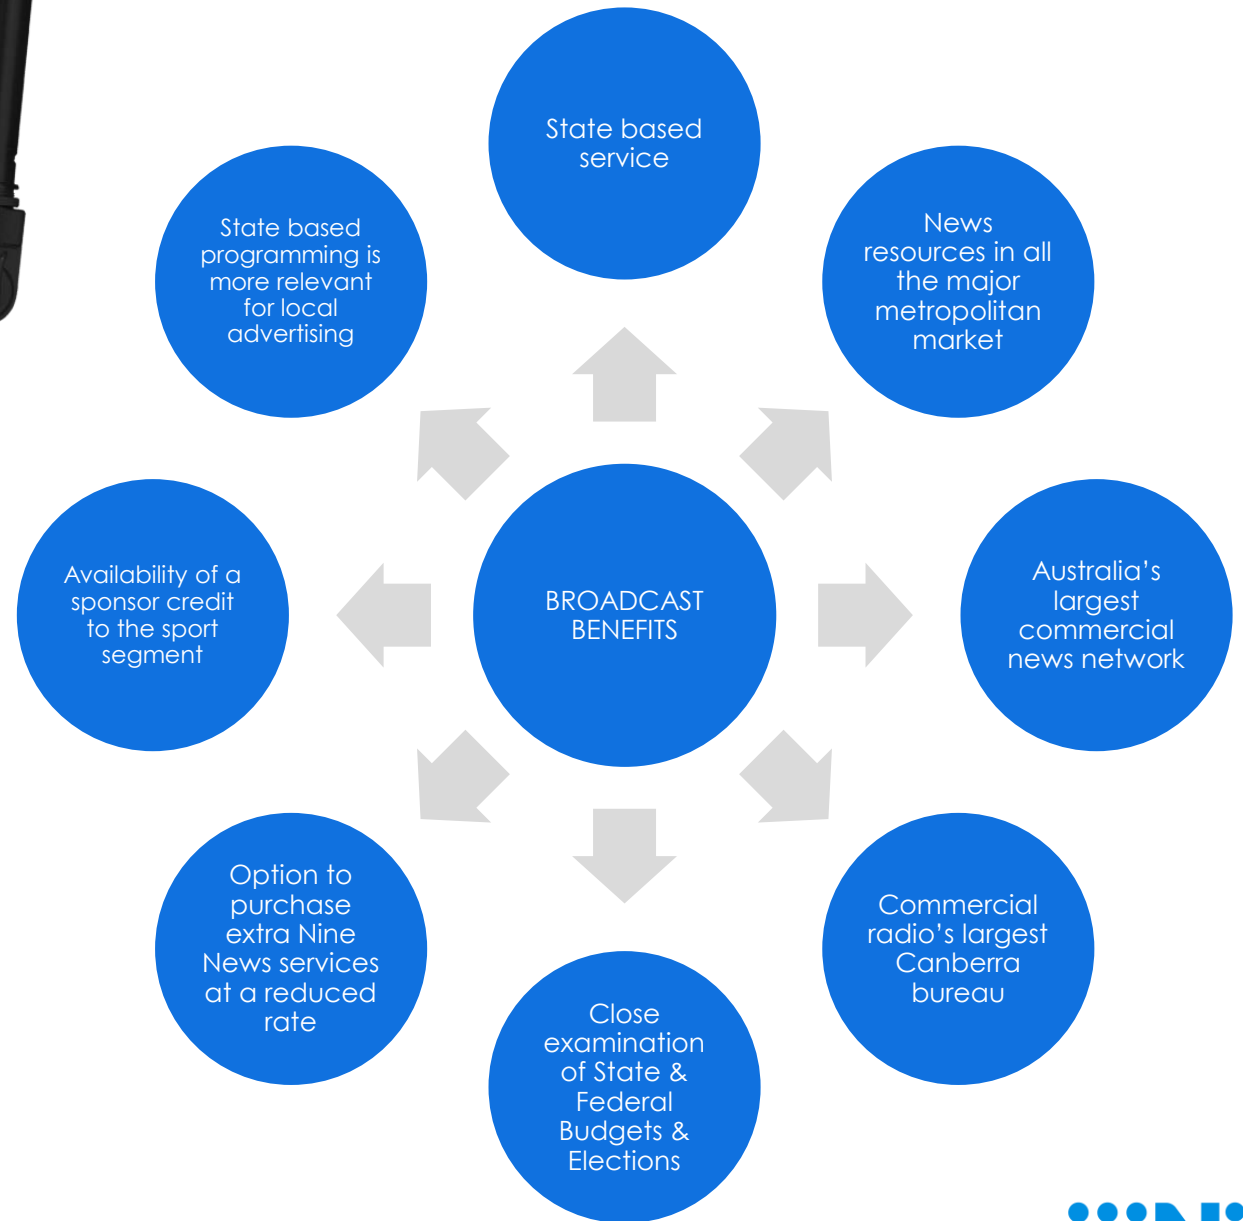 State based
service
News
resources in all
the major
metropolitan
market
Australia’s
largest
commercial
news network
Commercial
radio’s largest
Canberra
bureau
Close
examination
of State &
Federal
Budgets &
Elections
Option to
purchase
extra Nine
News services
at a reduced
rate
Availability of a
sponsor credit
to the sport
segment
State based
programming is
more relevant
for local
advertising
BROADCAST
BENEFITS